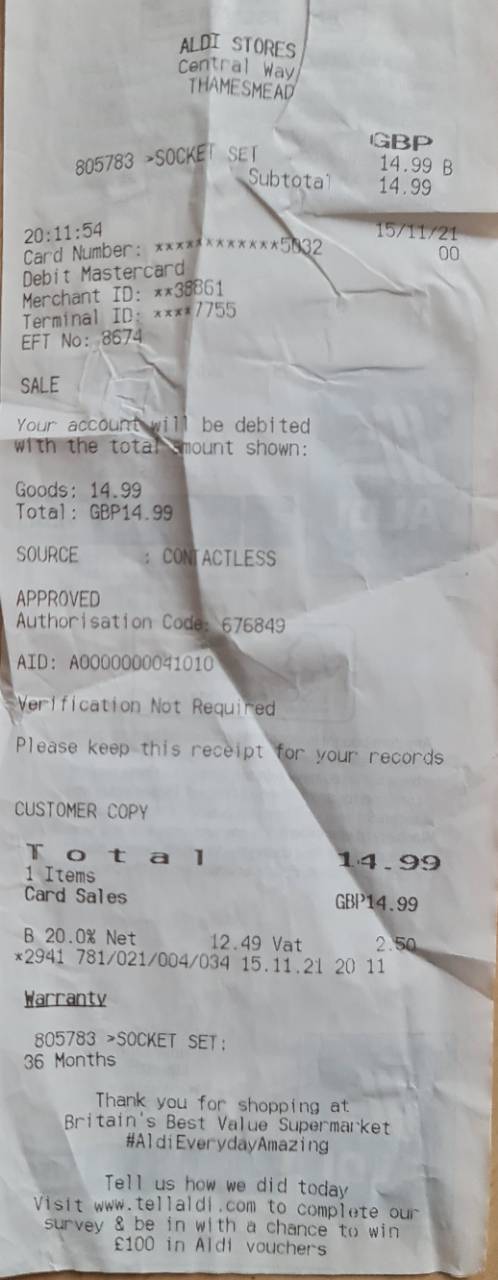 ALDI STORES
Central Way
THAMESMEAD
GBP
805783 >SOCKET SET 14.99 B
Subtotal 14.99
20:11:54 15/11/21
Card Number: ************5032 00
Debit Mastercard
Merchant ID: **38861
Terminal ID: ****7755
EFT No: 8674
SALE
Your account will be debited
with the total amount shown:
Goods: 14.99
Total: GBP14.99
SOURCE : CONTACTLESS
APPROVED
Authorisation Code: 676849
AID: A0000000041010
Verification Not Required
Please keep this receipt for your records
CUSTOMER COPY
Total 14.99
1 Items
Card Sales GBP14.99
B 20.0% Net 12.49 Vat 2.50
*2941 781/021/004/034 15.11.21 20 11
Warranty
805783 >SOCKET SET:
36 Months
Thank you for shopping at
Britain's Best Value Supermarket
#AldiEverydayAmazing
Tell us how we did today
Visit www.tellaldi.com to complete our
survey & be in with a chance to win
£100 in Aldi vouchers